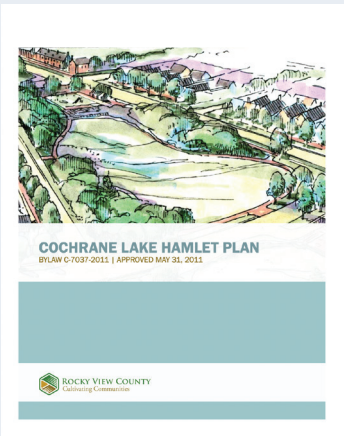 COCHRANE LAKE HAMLET PLAN
BYLAW C-7037-2011 | APPROVED MAY 31, 2011
ROCKY VIEW COUNTY
Cultivating Communities